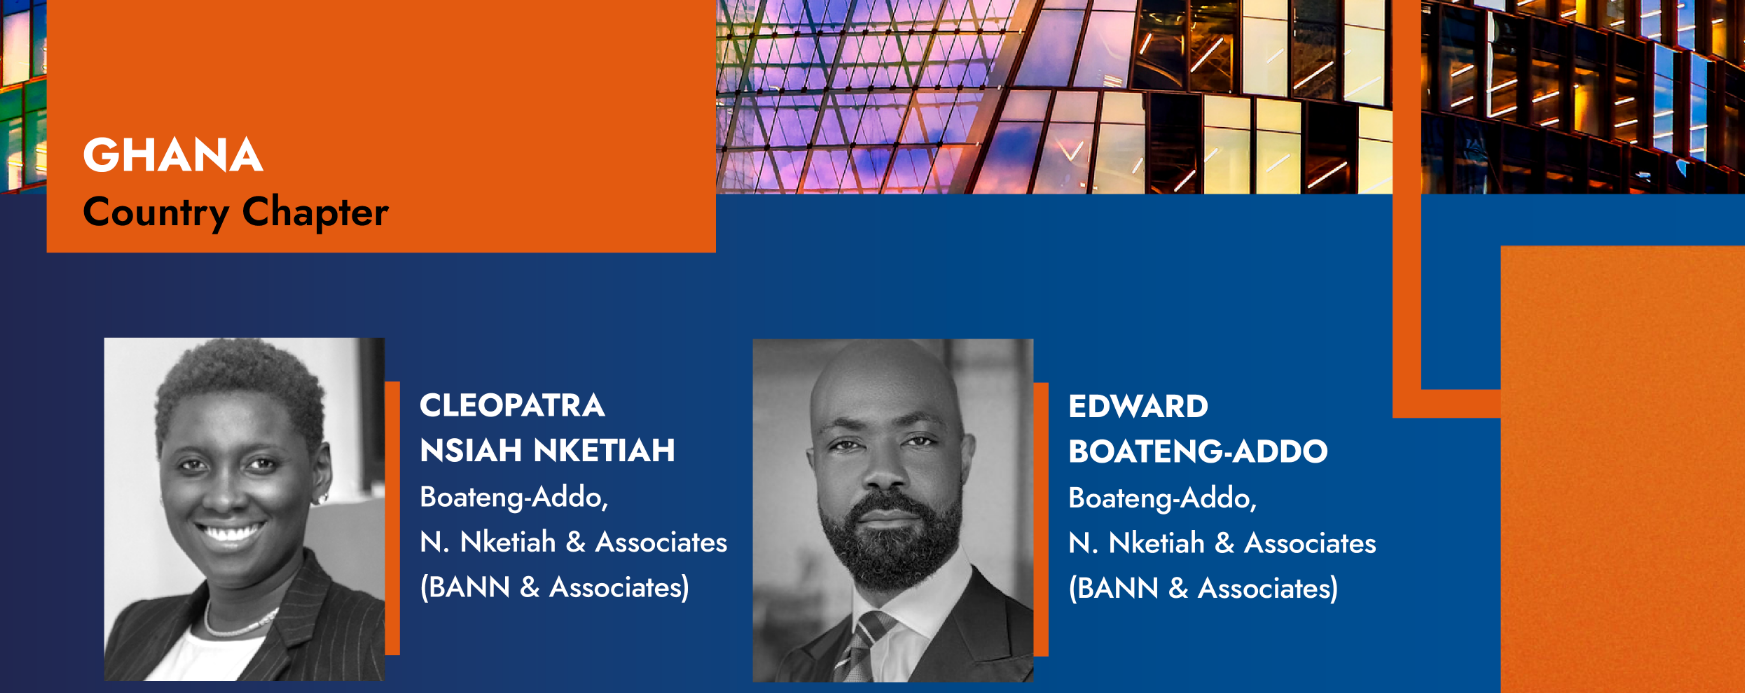 GHANA
Country Chapter
CLEOPATRA
NSIAH NKETIAH
Boateng-Addo,
N. Nketiah & Associates
(BANN & Associates)
EDWARD
BOATENG-ADDO
Boateng-Addo,
N. Nketiah & Associates
(BANN & Associates)